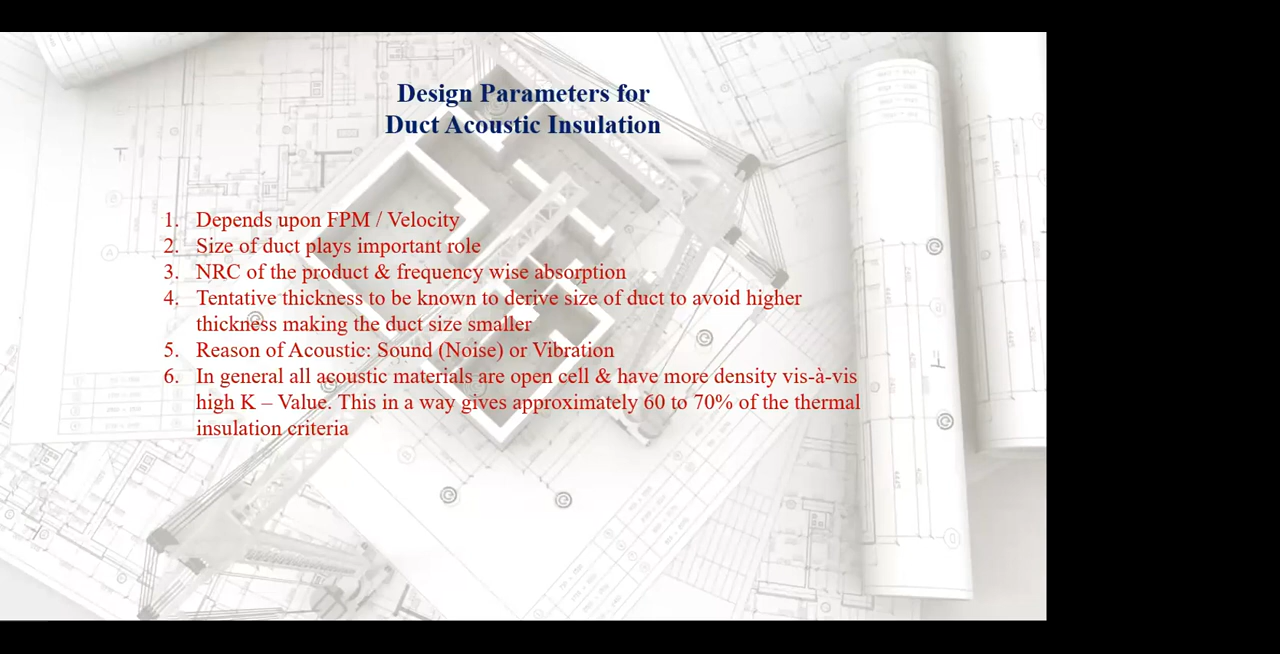 Design Parameters for
Duct Acoustic Insulation
1. Depends upon FPM / Velocity
2. Size of duct plays important role
3. NRC of the product & frequency wise absorption
4. Tentative thickness to be known to derive size of duct to avoid higher
thickness making the duct size smaller
5. Reason of Acoustic: Sound (Noise) or Vibration
6. In general all acoustic materials are open cell & have more density vis-à-vis
high K – Value. This in a way gives approximately 60 to 70% of the thermal
insulation criteria